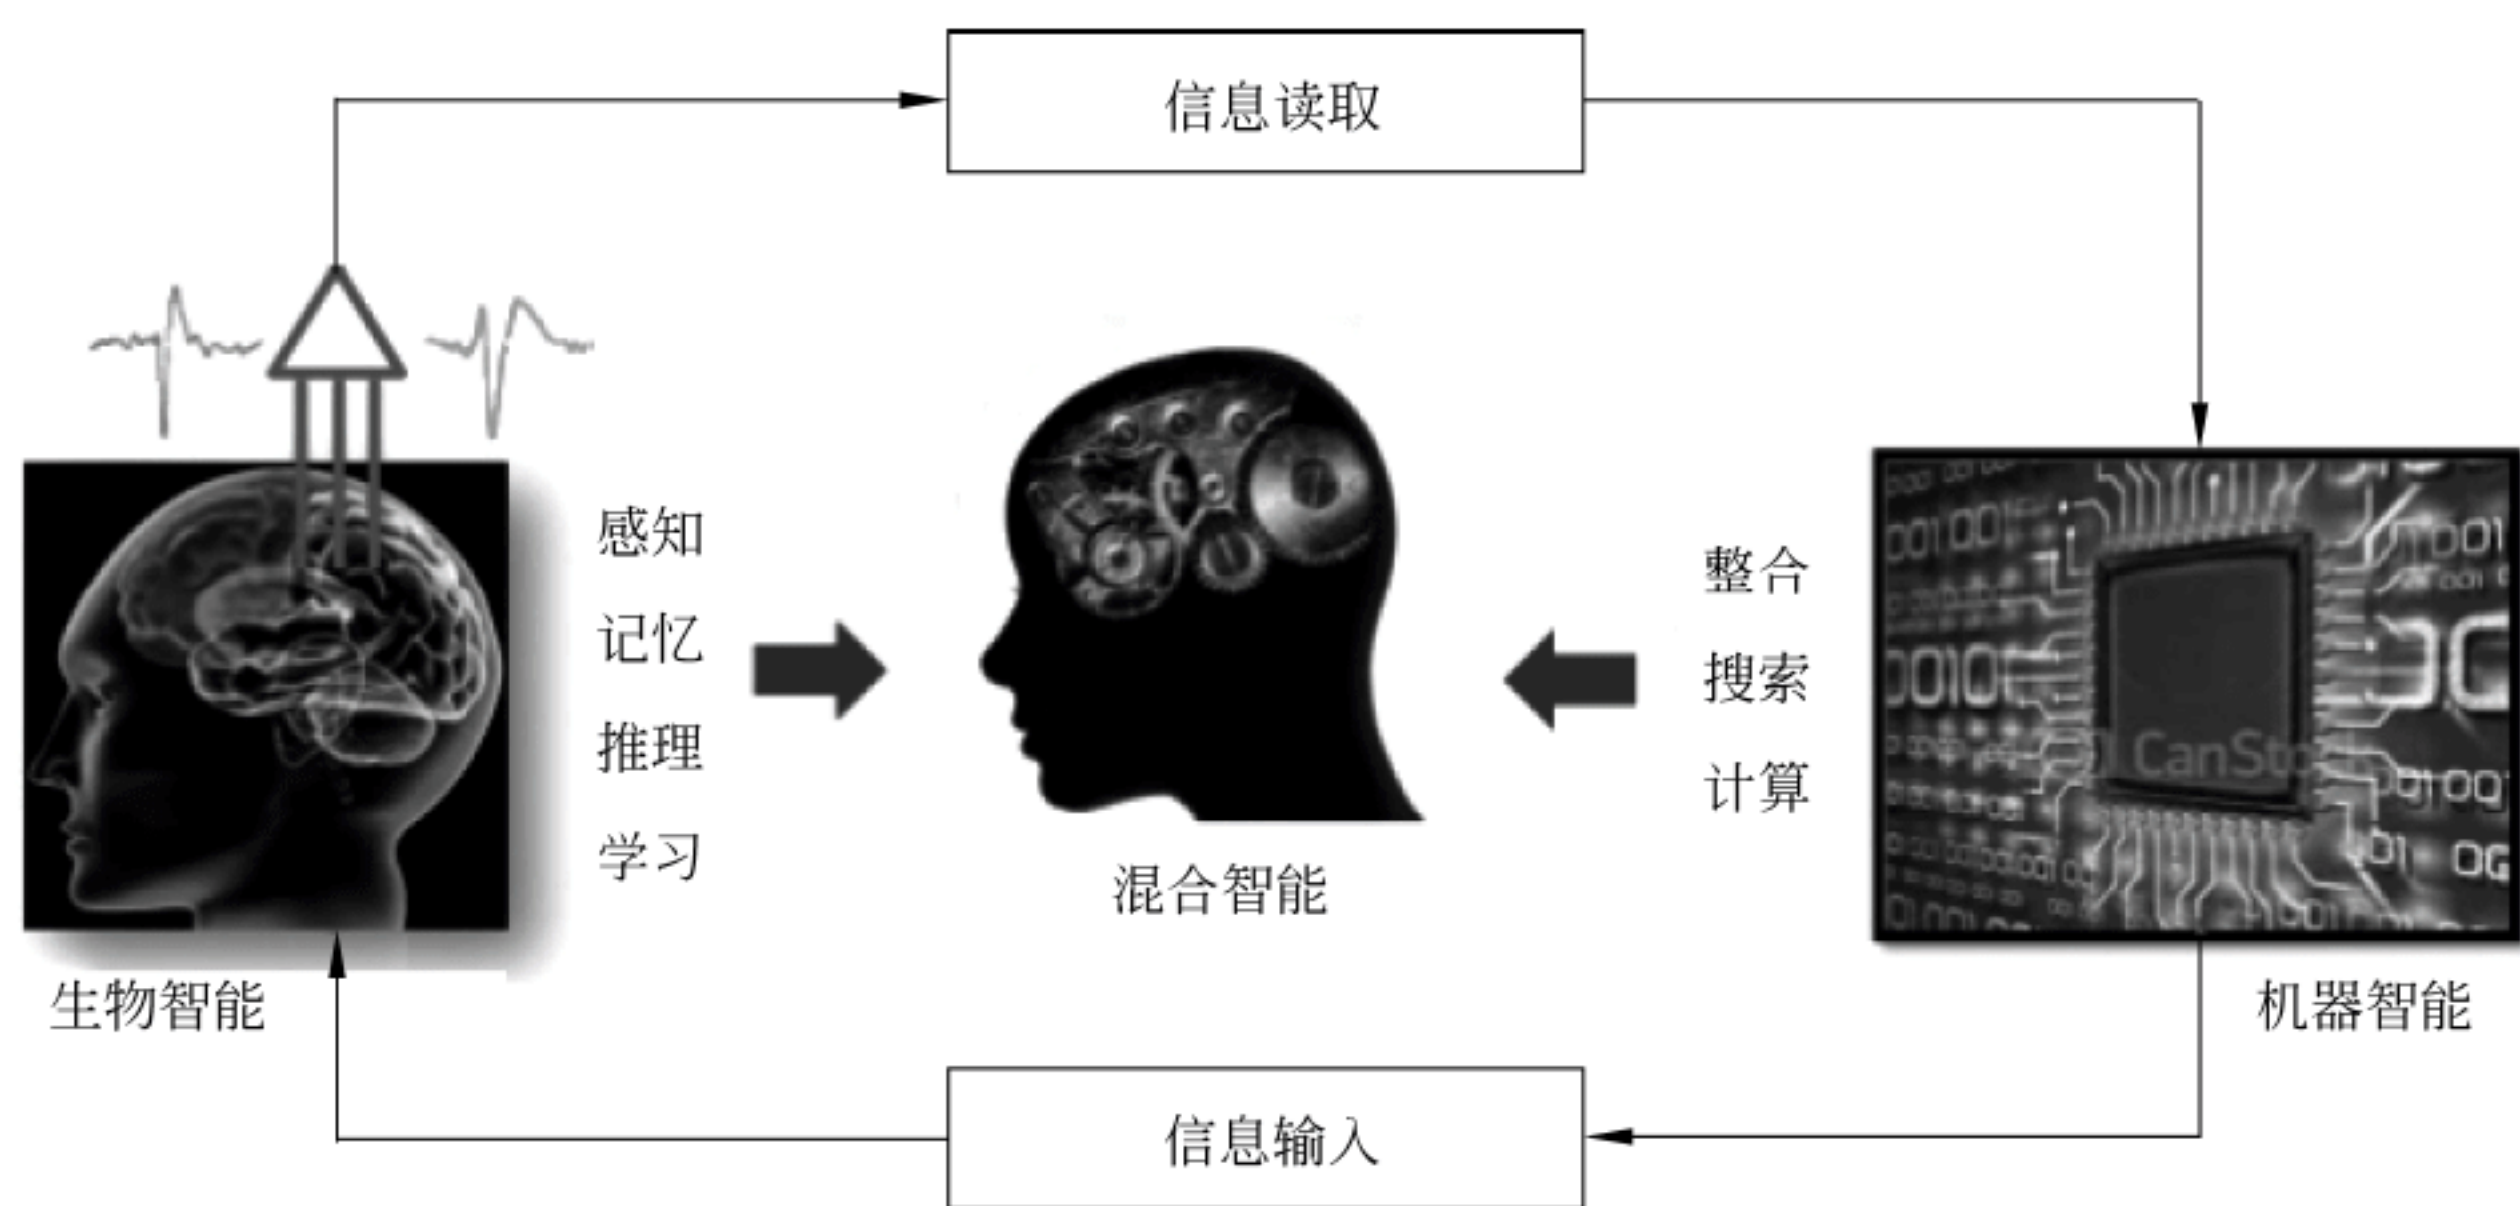 信息读取
感知
记忆
推理
学习
整合
搜索
计算
CanSto
混合智能
生物智能
机器智能
信息输入